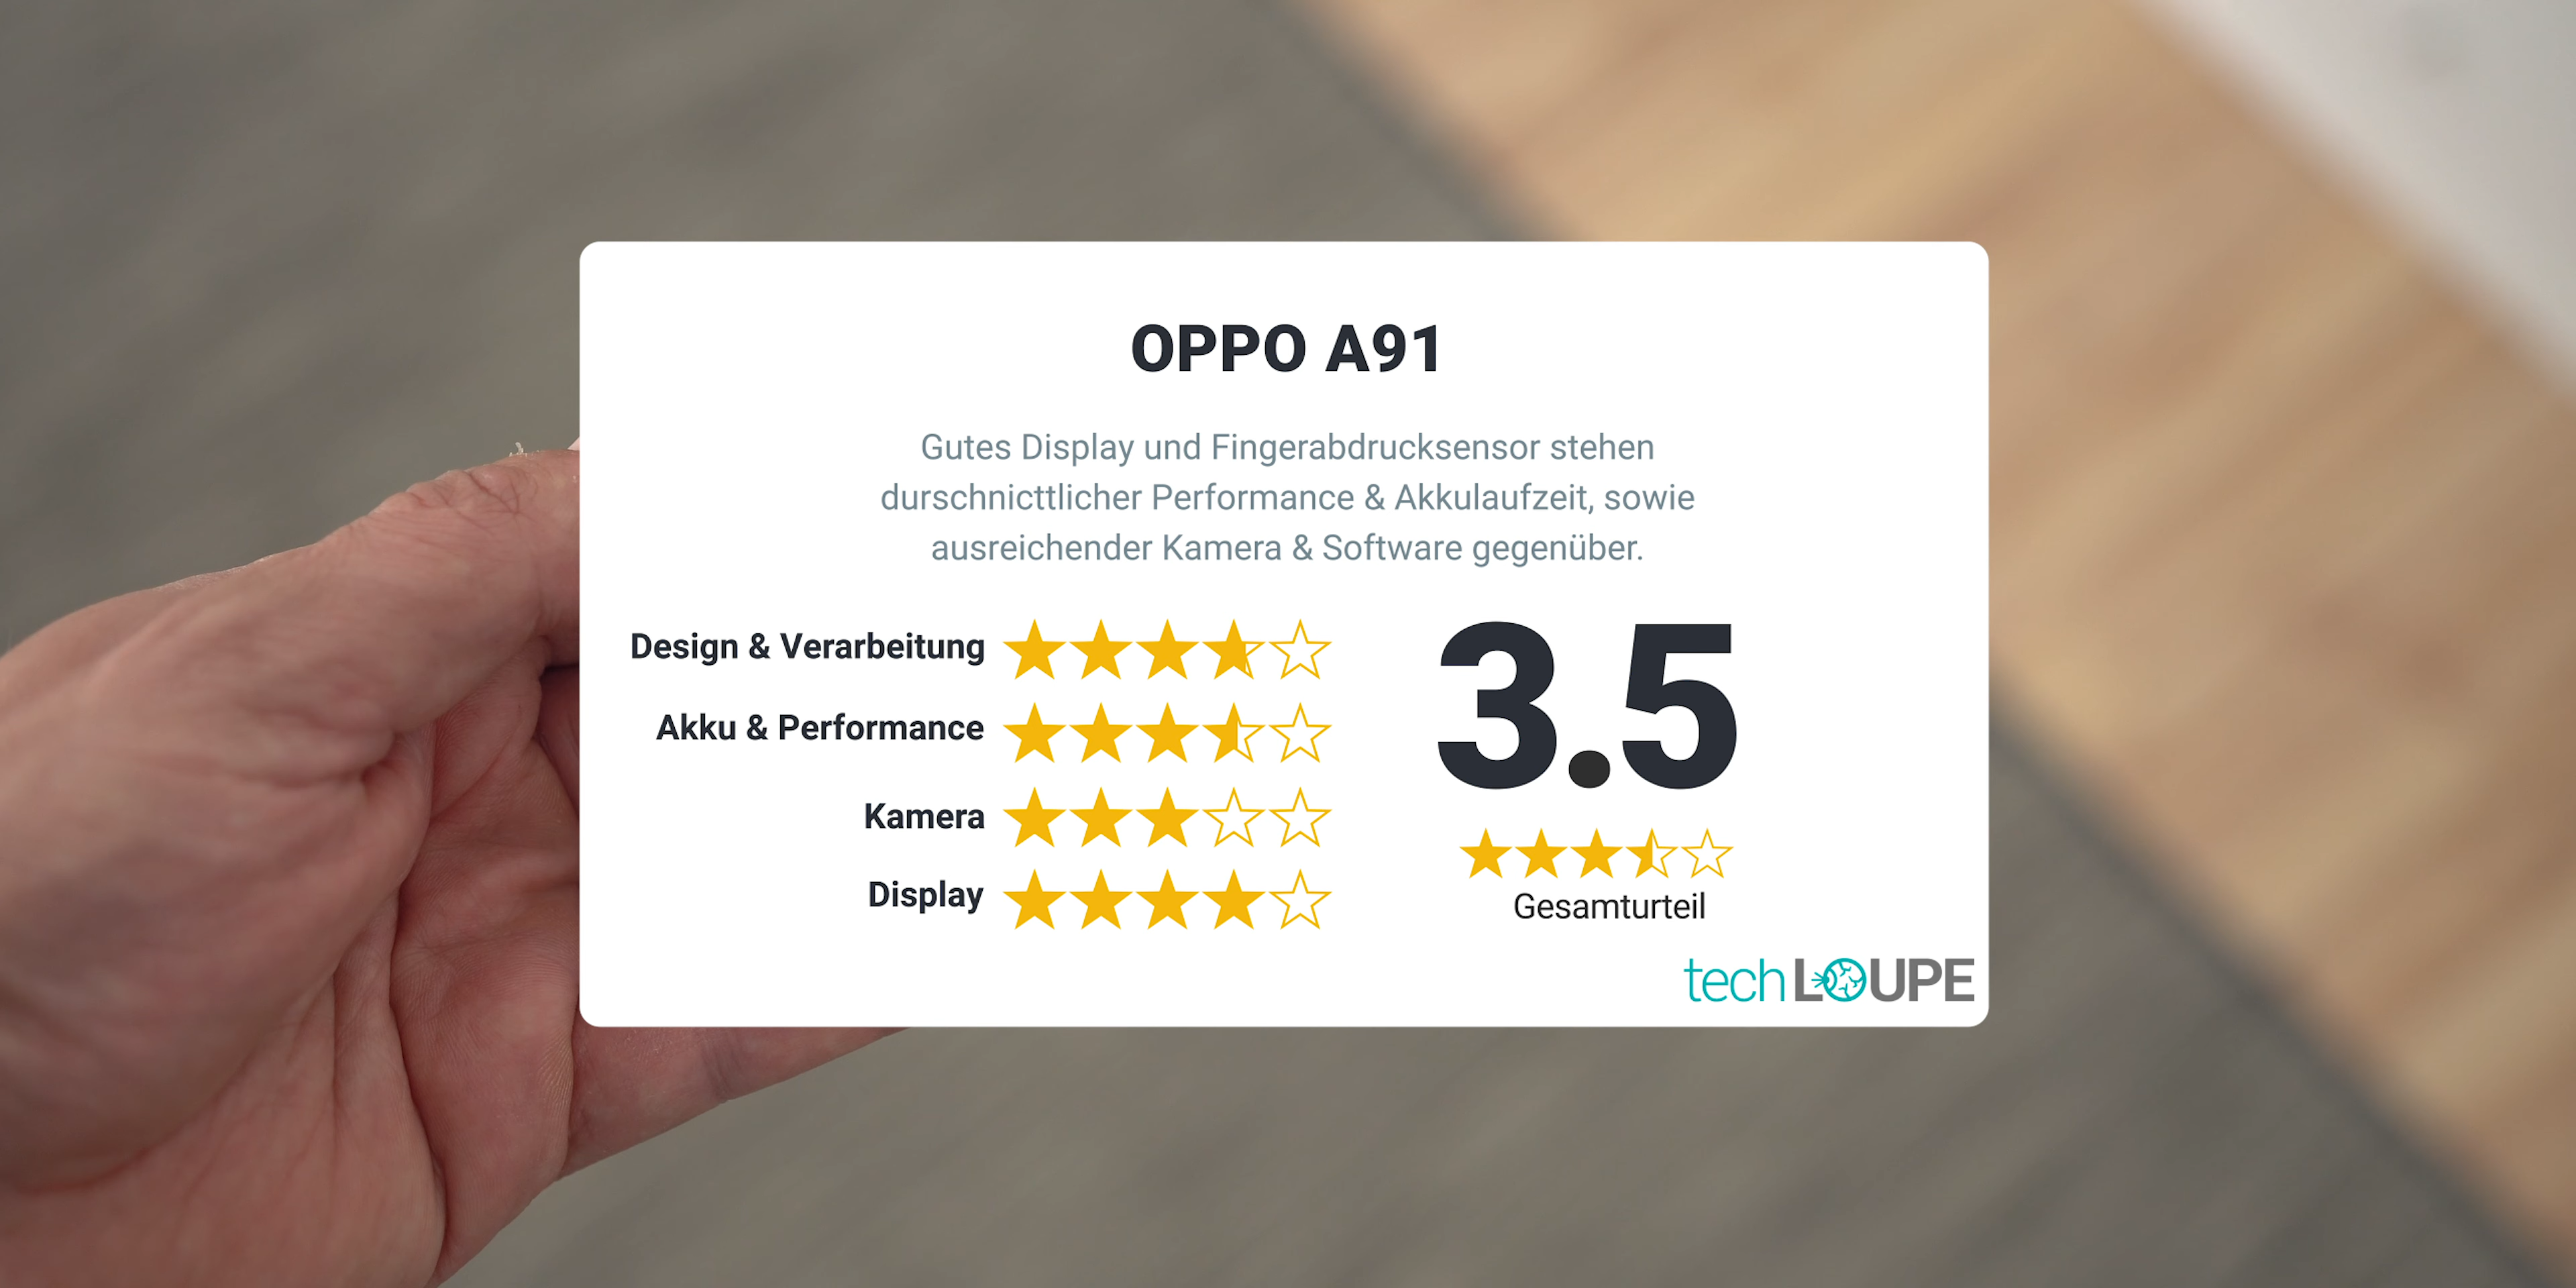 OPPO A91
Gutes Display und Fingerabdrucksensor stehen
durschnicttlicher Performance & Akkulaufzeit, sowie
ausreichender Kamera & Software gegenüber.
Design & Verarbeitung
Akku & Performance
Kamera
Display
3.5
Gesamturteil
techLOUPE